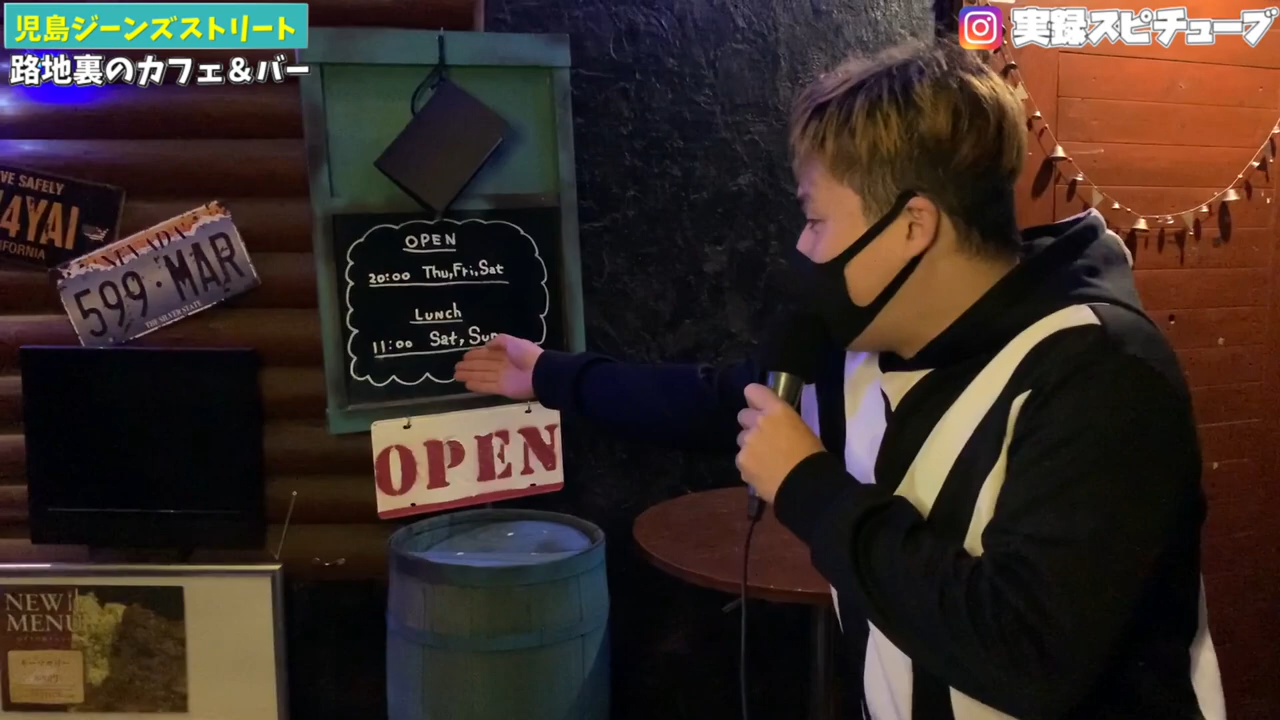 児島ジーンズストリート
路地裏のカフェ&バー
実録スピチューブ
VE SAFELY
4YAI
IFORNIA
NEVADA
599·MAR
THE SILVER STATE
OPEN
20:00 Thu,Fri,Sat
Lunch
11:00 Sat,Sun
OPEN
NEW
MENU